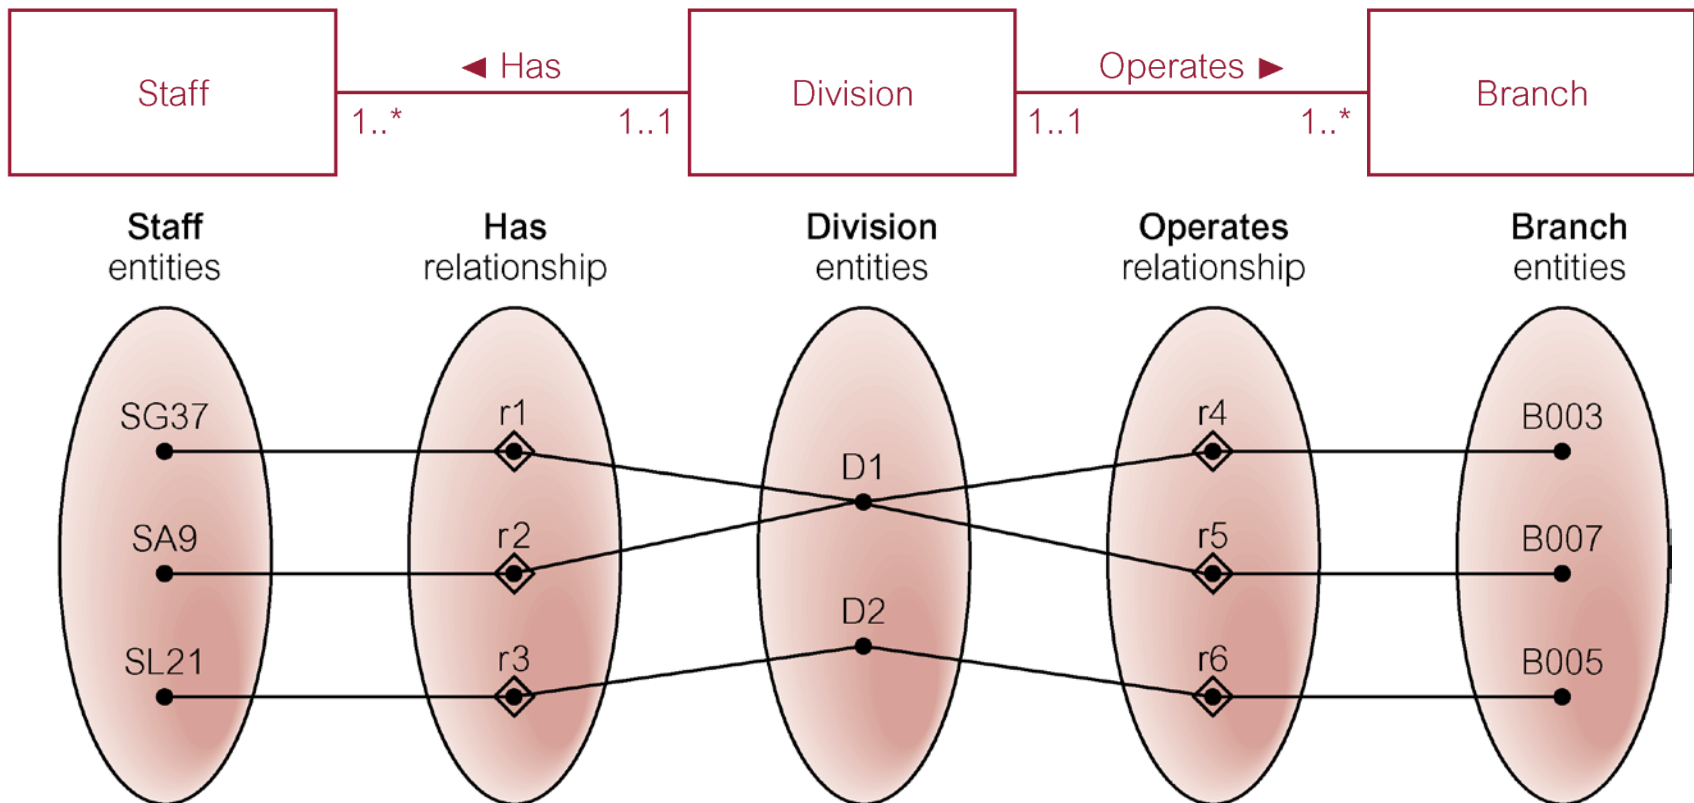 Staff
◄ Has
1..*
1..1
Division
Operates ►
1..1
1..*
Branch
Staff
entities
Has
relationship
Division
entities
Operates
relationship
Branch
entities
SG37
r1
D1
r4
B003
SA9
r2
r5
B007
D2
SL21
r3
r6
B005